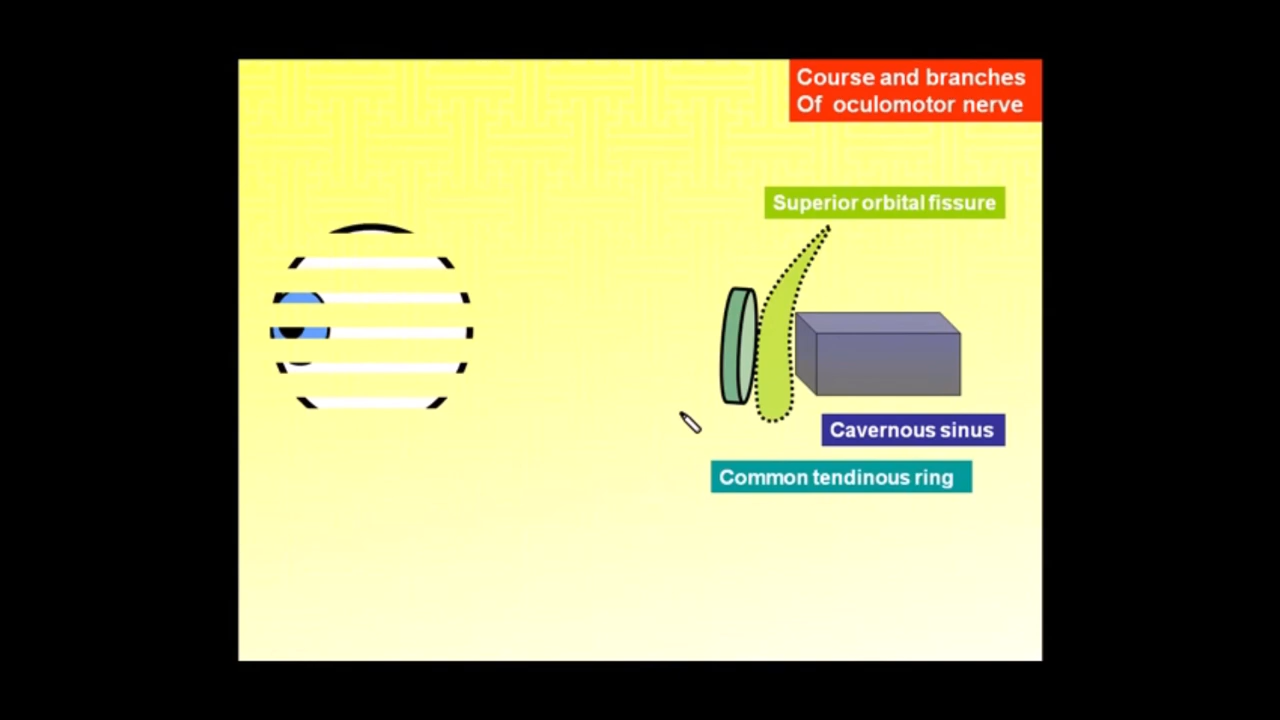 Course and branches
Of oculomotor nerve
Superior orbital fissure
Cavernous sinus
Common tendinous ring